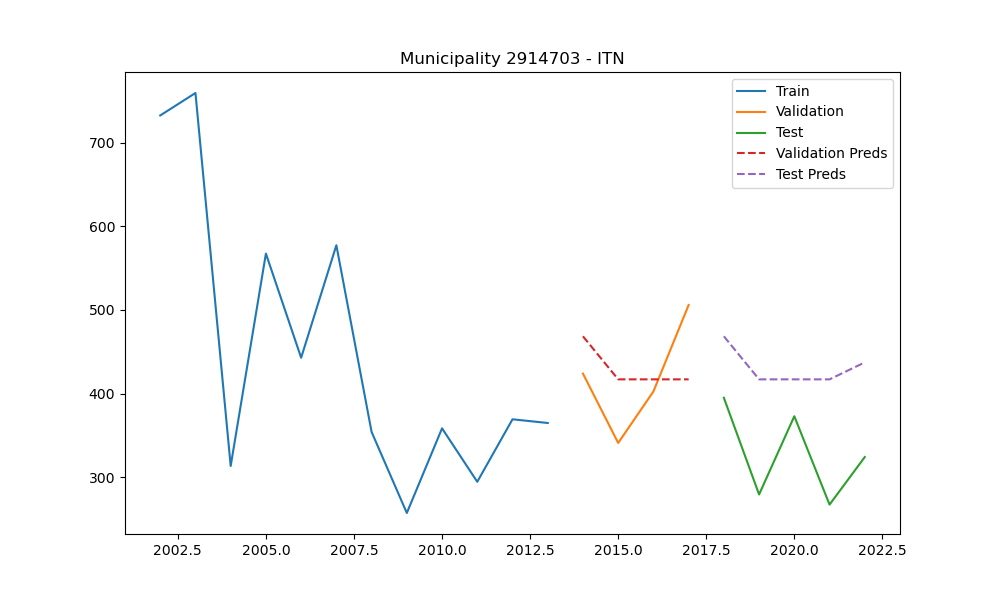 Municipality 2914703 - ITN
Train
Validation
Test
Validation Preds
Test Preds
700
600
500
400
300
2002.5 2005.0 2007.5 2010.0 2012.5 2015.0 2017.5 2020.0 2022.5